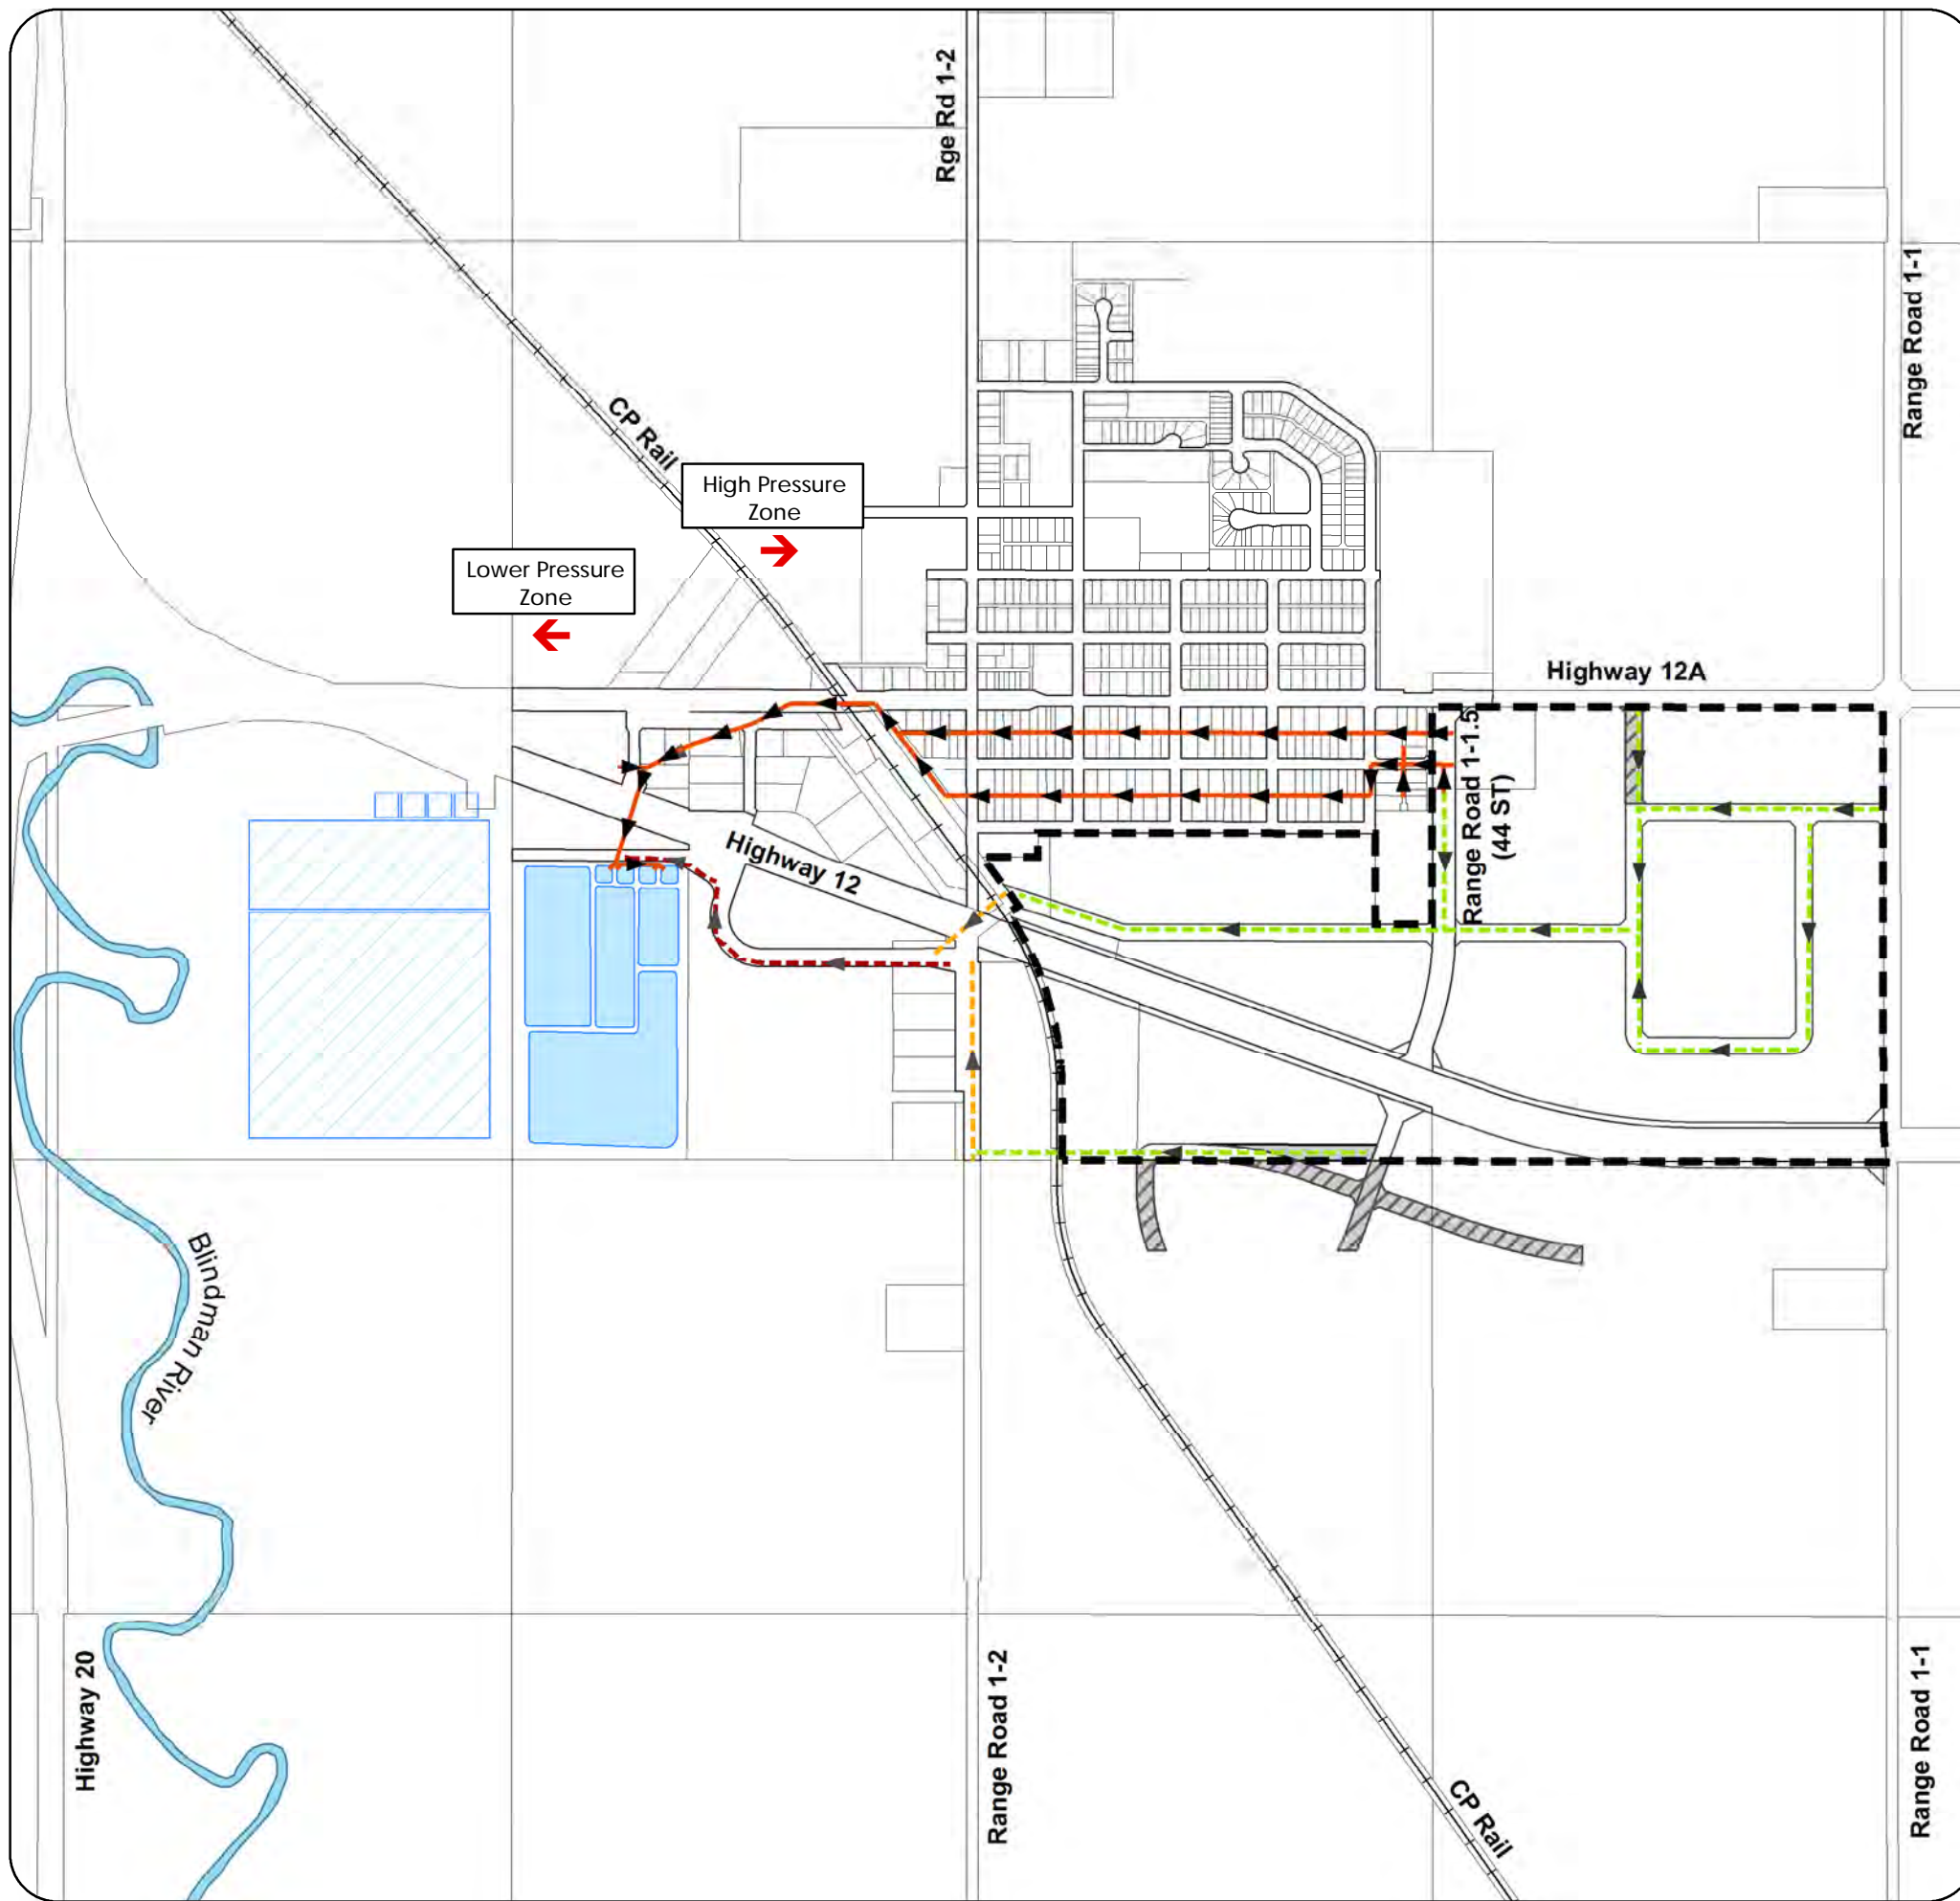 Rge Rd 1-2
Range Road 1-1
CP Rail
High Pressure
Zone
Lower Pressure
Zone
Highway 12A
Range Road 1-1.5
(44 ST)
Highway 12
Blindman River
Highway 20
Range Road 1-2
CP Rail
Range Road 1-1